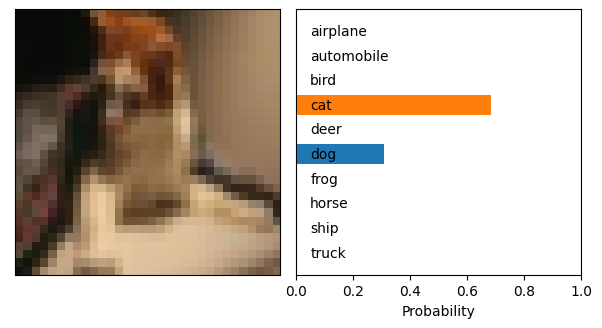 airplane
automobile
bird
cat
deer
dog
frog
horse
ship
truck
0.0 0.2 0.4 0.6 0.8 1.0
Probability